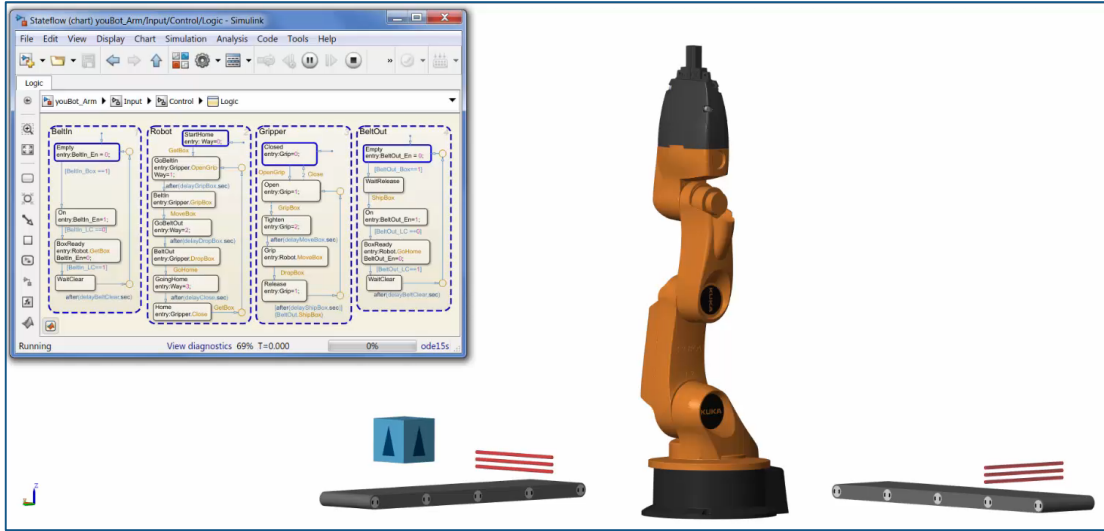 Stateflow (chart) youBot_Arm/Input/Control/Logic - Simulink
File Edit View Display Chart Simulation Analysis Code Tools Help
Logic
youBot_Arm Input Control Logic
BeltIn
Empty
entry:BeltIn_En = 0;
[BeltIn_Box ==1]
On
entry:BeltIn_En=1;
[BeltIn_LC ==0]
BoxReady
entry:Robot.GetBox
BeltIn_En=0;
[BeltIn_LC==1]
WaitClear
after(delayBeltClear,sec)
Robot
StartHome
entry: Way=0;
GetBox
GoBeltIn
entry:Gripper.OpenGrip
Way=1;
after(delayGripBox,sec)
BeltIn
entry:Gripper.GripBox
MoveBox
GoBeltOut
entry:Way=2;
after(delayDropBox,sec)
BeltOut
entry:Gripper.DropBox
GoHome
GoingHome
entry:Way=3;
after(delayClose,sec)
Home
entry:Gripper.Close
GetBox
Gripper
Closed
entry:Grip=0;
OpenGrip
2 Close
Open
entry:Grip=1;
GripBox
Tighten
entry:Grip=2;
after(delayMoveBox,sec)
Grip
entry:Robot.MoveBox
DropBox
Release
entry:Grip=1;
[after(delayShipBox,sec)]
{BeltOut.ShipBox}
BeltOut
Empty
entry:BeltOut_En = 0;
[BeltOut_Box==1]
WaitRelease
ShipBox
On
entry:BeltOut_En=1;
[BeltOut_LC ==0]
BoxReady
entry:Robot.GoHome
BeltOut_En=0;
[BeltOut_LC==1]
WaitClear
after(delayBeltClear,sec)
Running View diagnostics 69% T=0.000 0% ode15s
KUKA
KUKA
z